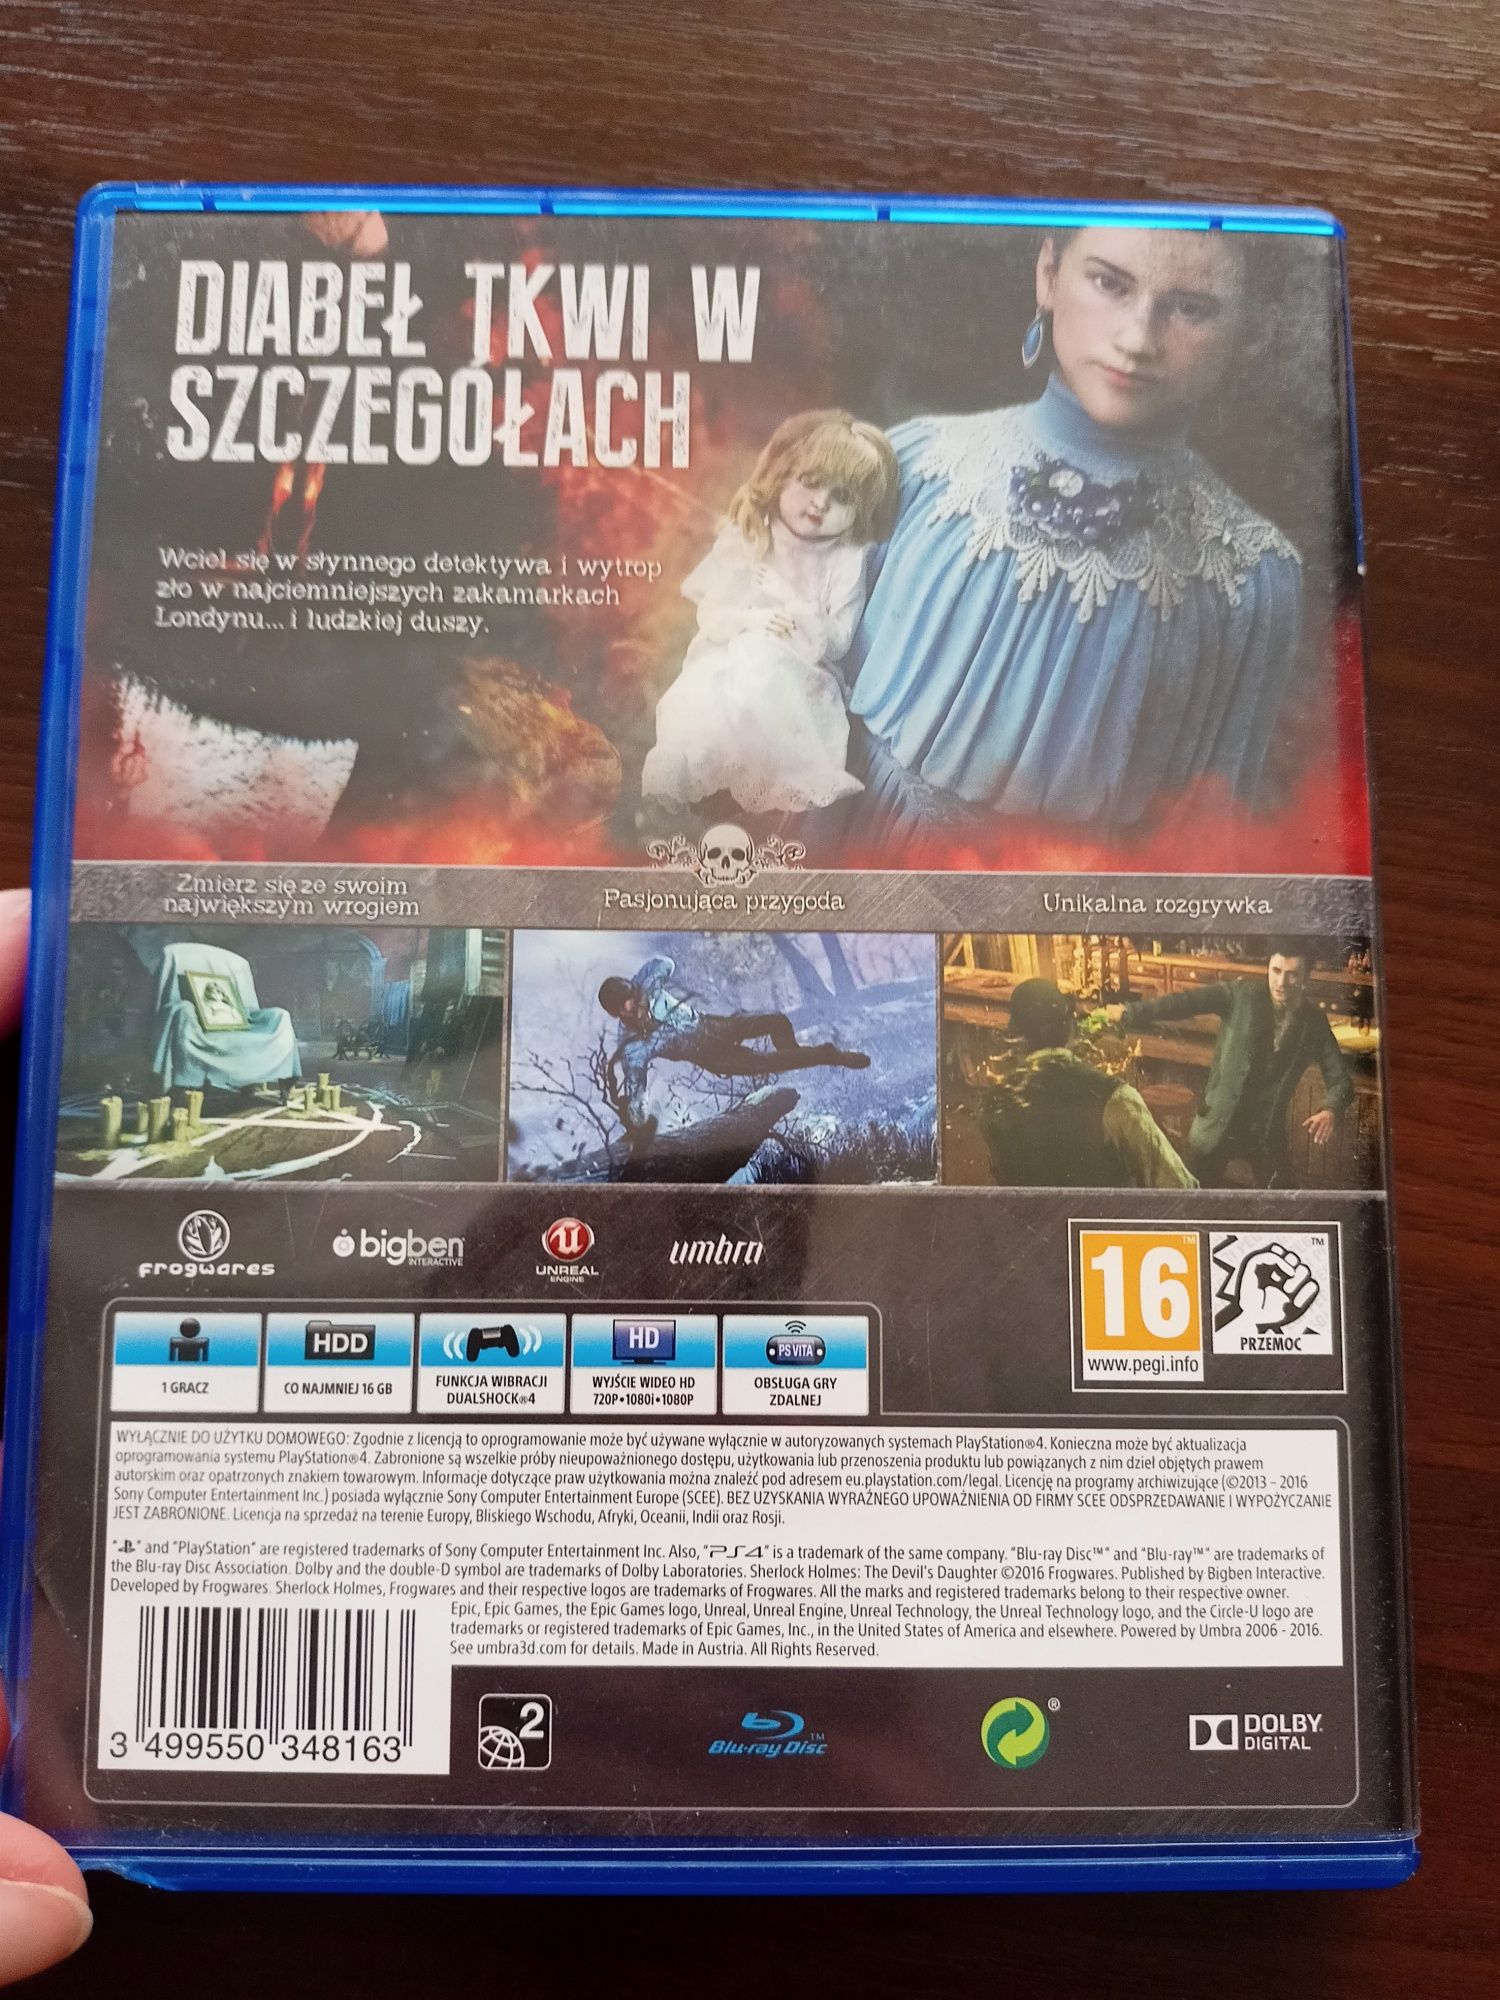 DIABEŁ TKWI W
SZCZEGÓŁACH
Wciel się w słynnego detektywa i wytrop
zło w najciemniejszych zakamarkach
Londynu... i ludzkiej duszy.
Zmierz się ze swoim
największym wrogiem
Pasjonująca przygoda
Unikalna rozgrywka
frogwares
bigben
INTERACTIVE
UNREAL
ENGINE
umbra
16
www.pegi.info
PRZEMOC
1 GRACZ
HDD
CO NAJMNIEJ 16 GB
FUNKCJA WIBRACJI
DUALSHOCK®4
HD
WYJŚCIE WIDEO HD
720P•1080i•1080P
PS VITA
OBSŁUGA GRY
ZDALNEJ
WYŁĄCZNIE DO UŻYTKU DOMOWEGO: Zgodnie z licencją to oprogramowanie może być używane wyłącznie w autoryzowanych systemach PlayStation®4. Konieczna może być aktualizacja
oprogramowania systemu PlayStation®4. Zabronione są wszelkie próby nieupoważnionego dostępu, użytkowania lub przenoszenia produktu lub powiązanych z nim dzieł objętych prawem
autorskim oraz opatrzonych znakiem towarowym. Informacje dotyczące praw użytkowania można znaleźć pod adresem eu.playstation.com/legal. Licencję na programy archiwizujące (©2013 - 2016
Sony Computer Entertainment Inc.) posiada wyłącznie Sony Computer Entertainment Europe (SCEE). BEZ UZYSKANIA WYRAŹNEGO UPOWAŻNIENIA OD FIRMY SCEE ODSPRZEDAWANIE I WYPOŻYCZANIE
JEST ZABRONIONE. Licencja na sprzedaż na terenie Europy, Bliskiego Wschodu, Afryki, Oceanii, Indii oraz Rosji.
" " and "PlayStation" are registered trademarks of Sony Computer Entertainment Inc. Also, "PS4" is a trademark of the same company. "Blu-ray Disc™" and "Blu-ray™" are trademarks of
the Blu-ray Disc Association. Dolby and the double-D symbol are trademarks of Dolby Laboratories. Sherlock Holmes: The Devil's Daughter ©2016 Frogwares. Published by Bigben Interactive.
Developed by Frogwares. Sherlock Holmes, Frogwares and their respective logos are trademarks of Frogwares. All the marks and registered trademarks belong to their respective owner.
Epic, Epic Games, the Epic Games logo, Unreal, Unreal Engine, Unreal Technology, the Unreal Technology logo, and the Circle-U logo are
trademarks or registered trademarks of Epic Games, Inc., in the United States of America and elsewhere. Powered by Umbra 2006 - 2016.
See umbra3d.com for details. Made in Austria. All Rights Reserved.
3 499550 348163
2
Blu-ray Disc™
®
DOLBY.
DIGITAL